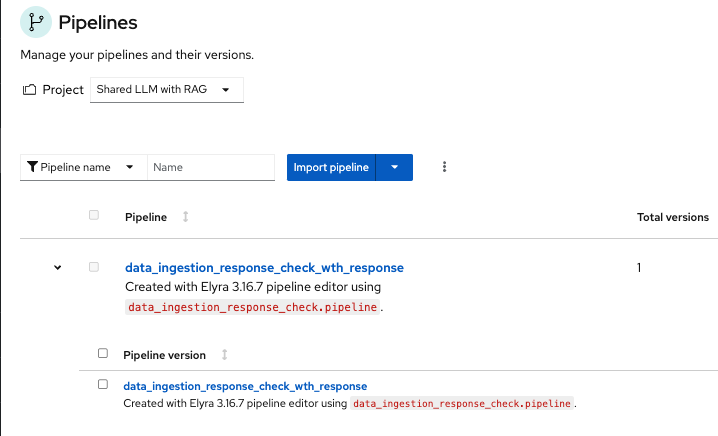 Pipelines
Manage your pipelines and their versions.
Project Shared LLM with RAG
Pipeline name Name Import pipeline
Pipeline Total versions
data_ingestion_response_check_wth_response 1
Created with Elyra 3.16.7 pipeline editor using
data_ingestion_response_check.pipeline.
Pipeline version
data_ingestion_response_check_wth_response
Created with Elyra 3.16.7 pipeline editor using data_ingestion_response_check.pipeline.